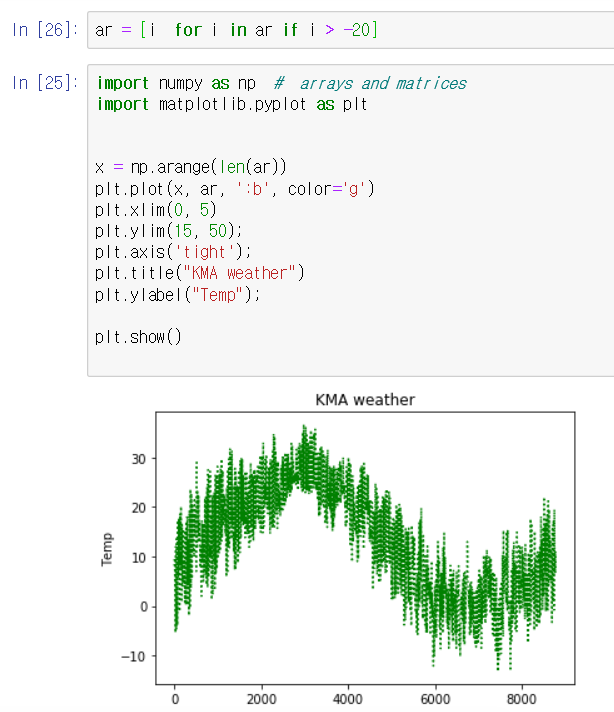 In [26]: ar = [i  for i in ar if i > -20]
In [25]: import numpy as np  #  arrays and matrices
import matplotlib.pyplot as plt
x = np.arange(len(ar))
plt.plot(x, ar, ':b', color='g')
plt.xlim(0, 5)
plt.ylim(15, 50);
plt.axis('tight');
plt.title("KMA weather")
plt.ylabel("Temp");
plt.show()
KMA weather
30
20
10
0
-10
Temp
0 2000 4000 6000 8000